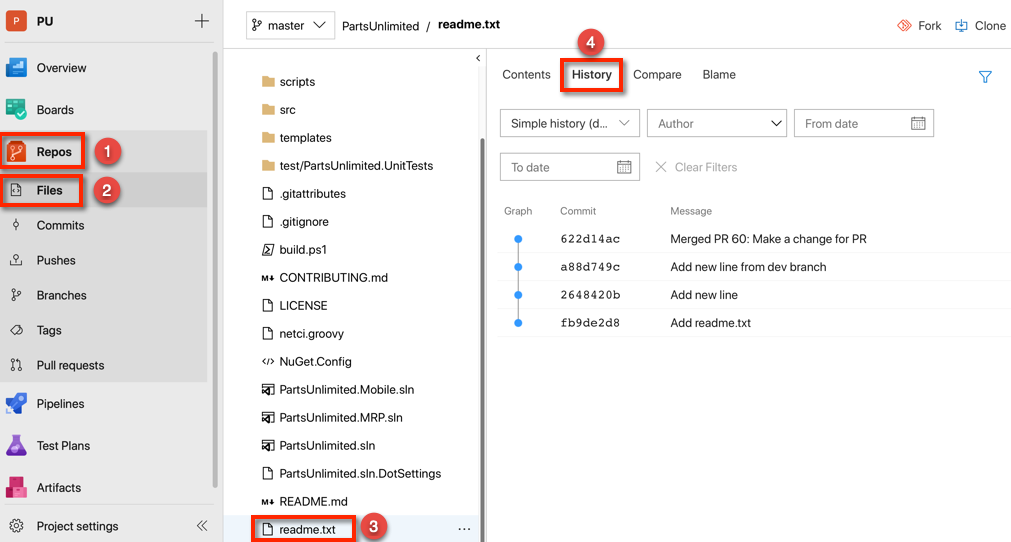 P PU
Overview
Boards
Repos 1
Files 2
Commits
Pushes
Branches
Tags
Pull requests
Pipelines
Test Plans
Artifacts
Project settings
master PartsUnlimited / readme.txt
Fork Clone
scripts
src
templates
test/PartsUnlimited.UnitTests
.gitattributes
.gitignore
build.ps1
CONTRIBUTING.md
LICENSE
netci.groovy
NuGet.Config
PartsUnlimited.Mobile.sln
PartsUnlimited.MRP.sln
PartsUnlimited.sln
PartsUnlimited.sln.DotSettings
README.md
readme.txt 3
4
Contents History Compare Blame
Simple history (d... Author From date
To date Clear Filters
Graph Commit Message
622d14ac Merged PR 60: Make a change for PR
a88d749c Add new line from dev branch
2648420b Add new line
fb9de2d8 Add readme.txt